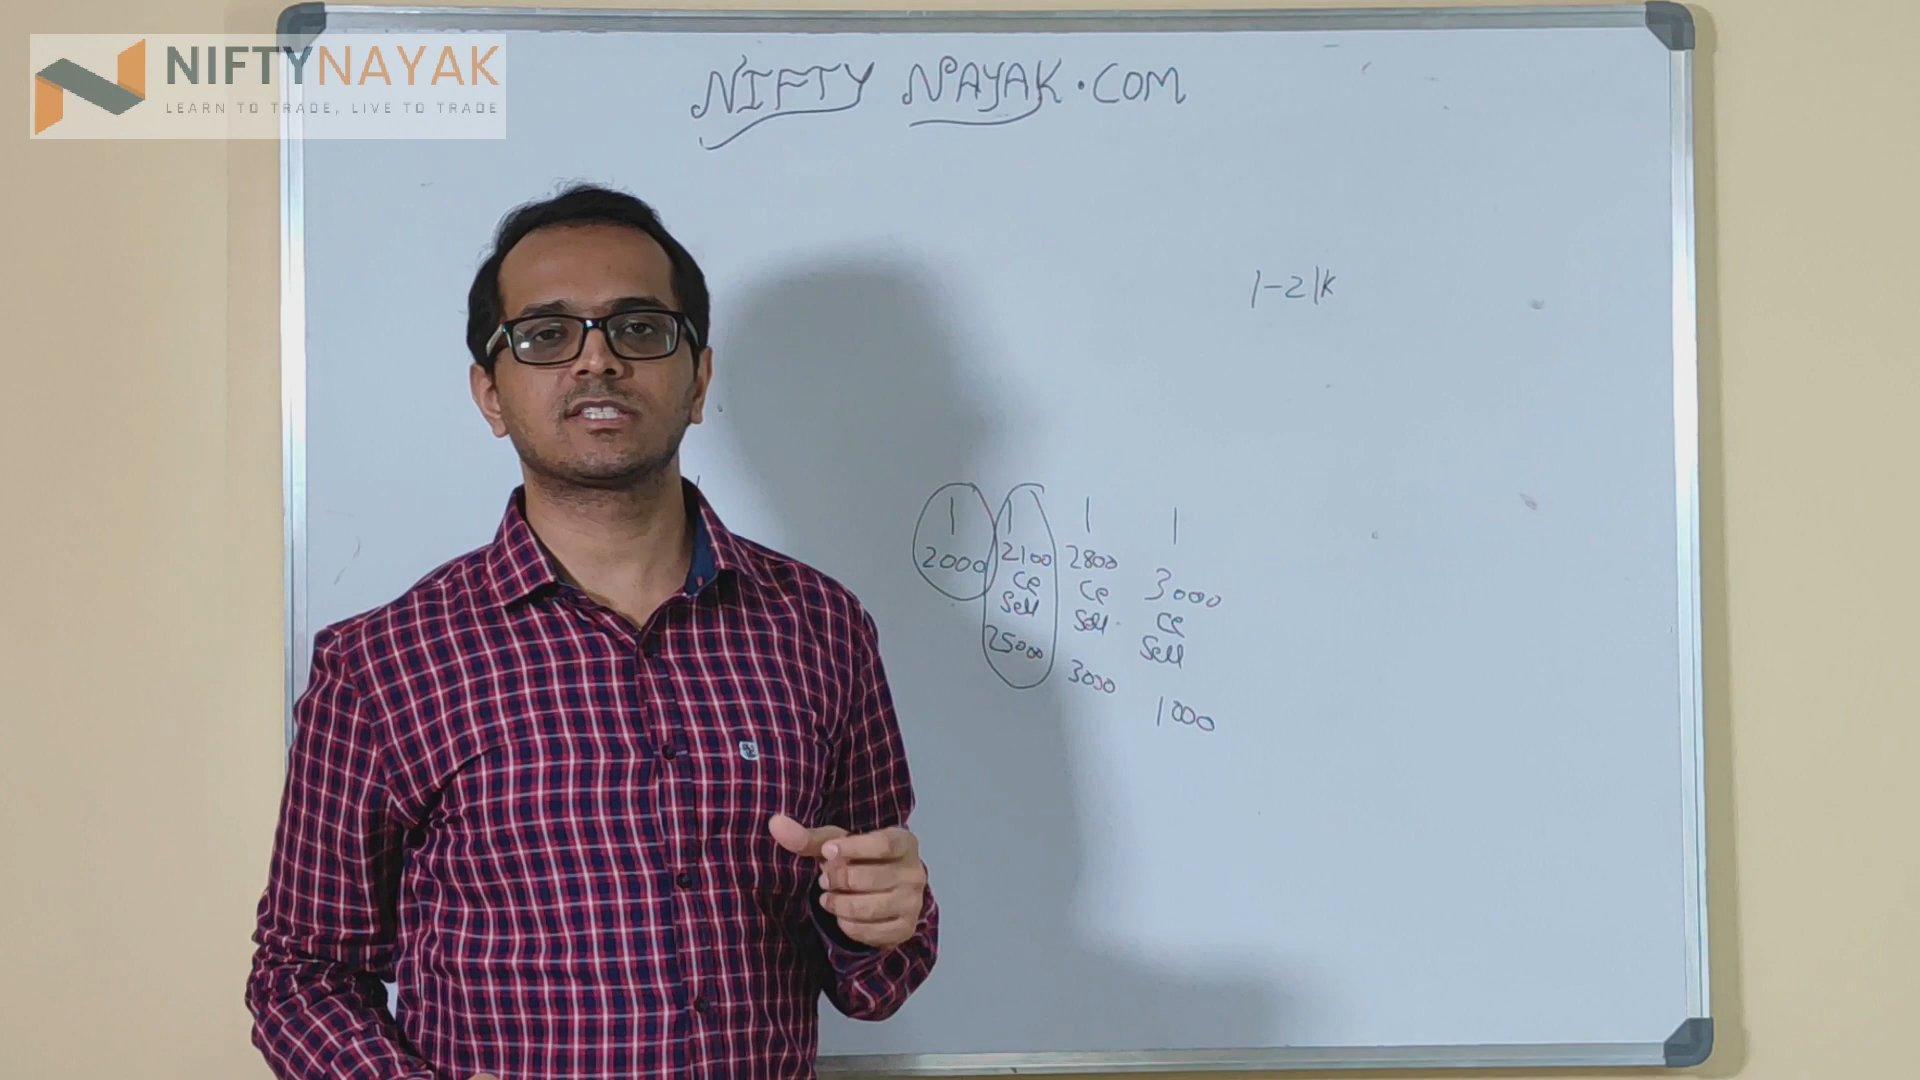 NIFTYNAYAK
LEARN TO TRADE, LIVE TO TRADE
NIFTY NAYAK.COM
1-2 lk
1 1 1 1
2000 2100 2800 3000
Ce Ce Ce
Sell Sell Sell
25000 3000 1000